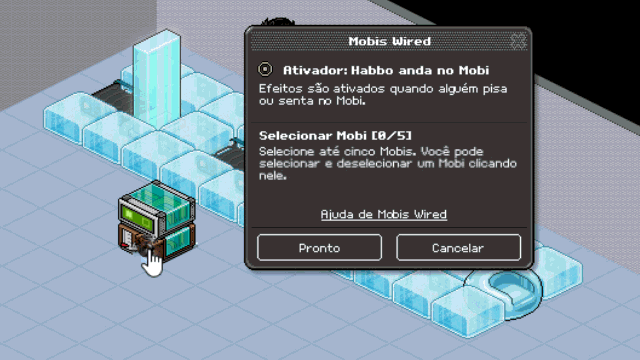 Mobis Wired
Ativador: Habbo anda no Mobi
Efeitos são ativados quando alguém pisa
ou senta no Mobi.
Selecionar Mobi [0/5]
Selecione até cinco Mobis. Você pode
selecionar e deselecionar um Mobi clicando
nele.
Ajuda de Mobis Wired
Pronto
Cancelar